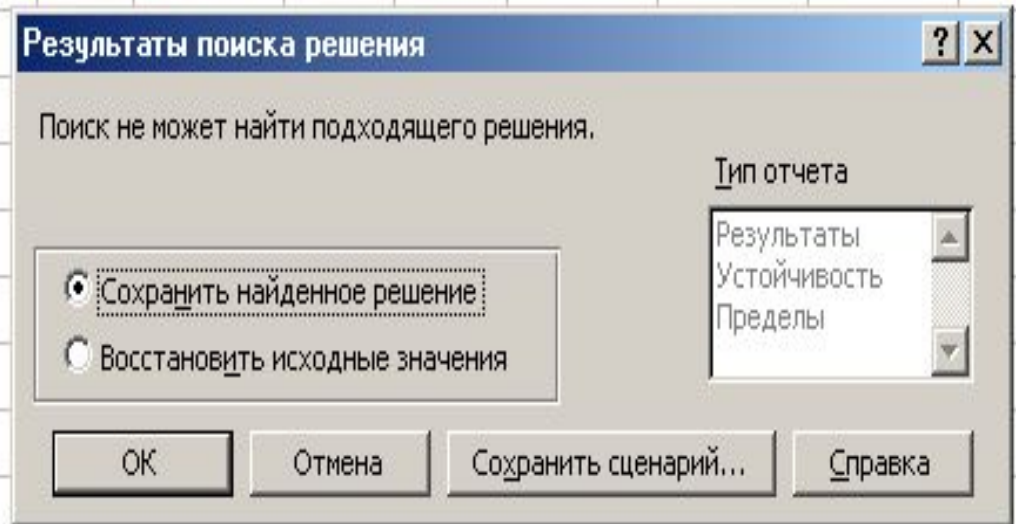 Результаты поиска решения
Поиск не может найти подходящего решения.
Тип отчета
Результаты
Устойчивость
Пределы
Сохранить найденное решение
Восстановить исходные значения
ОК
Отмена
Сохранить сценарий...
Справка